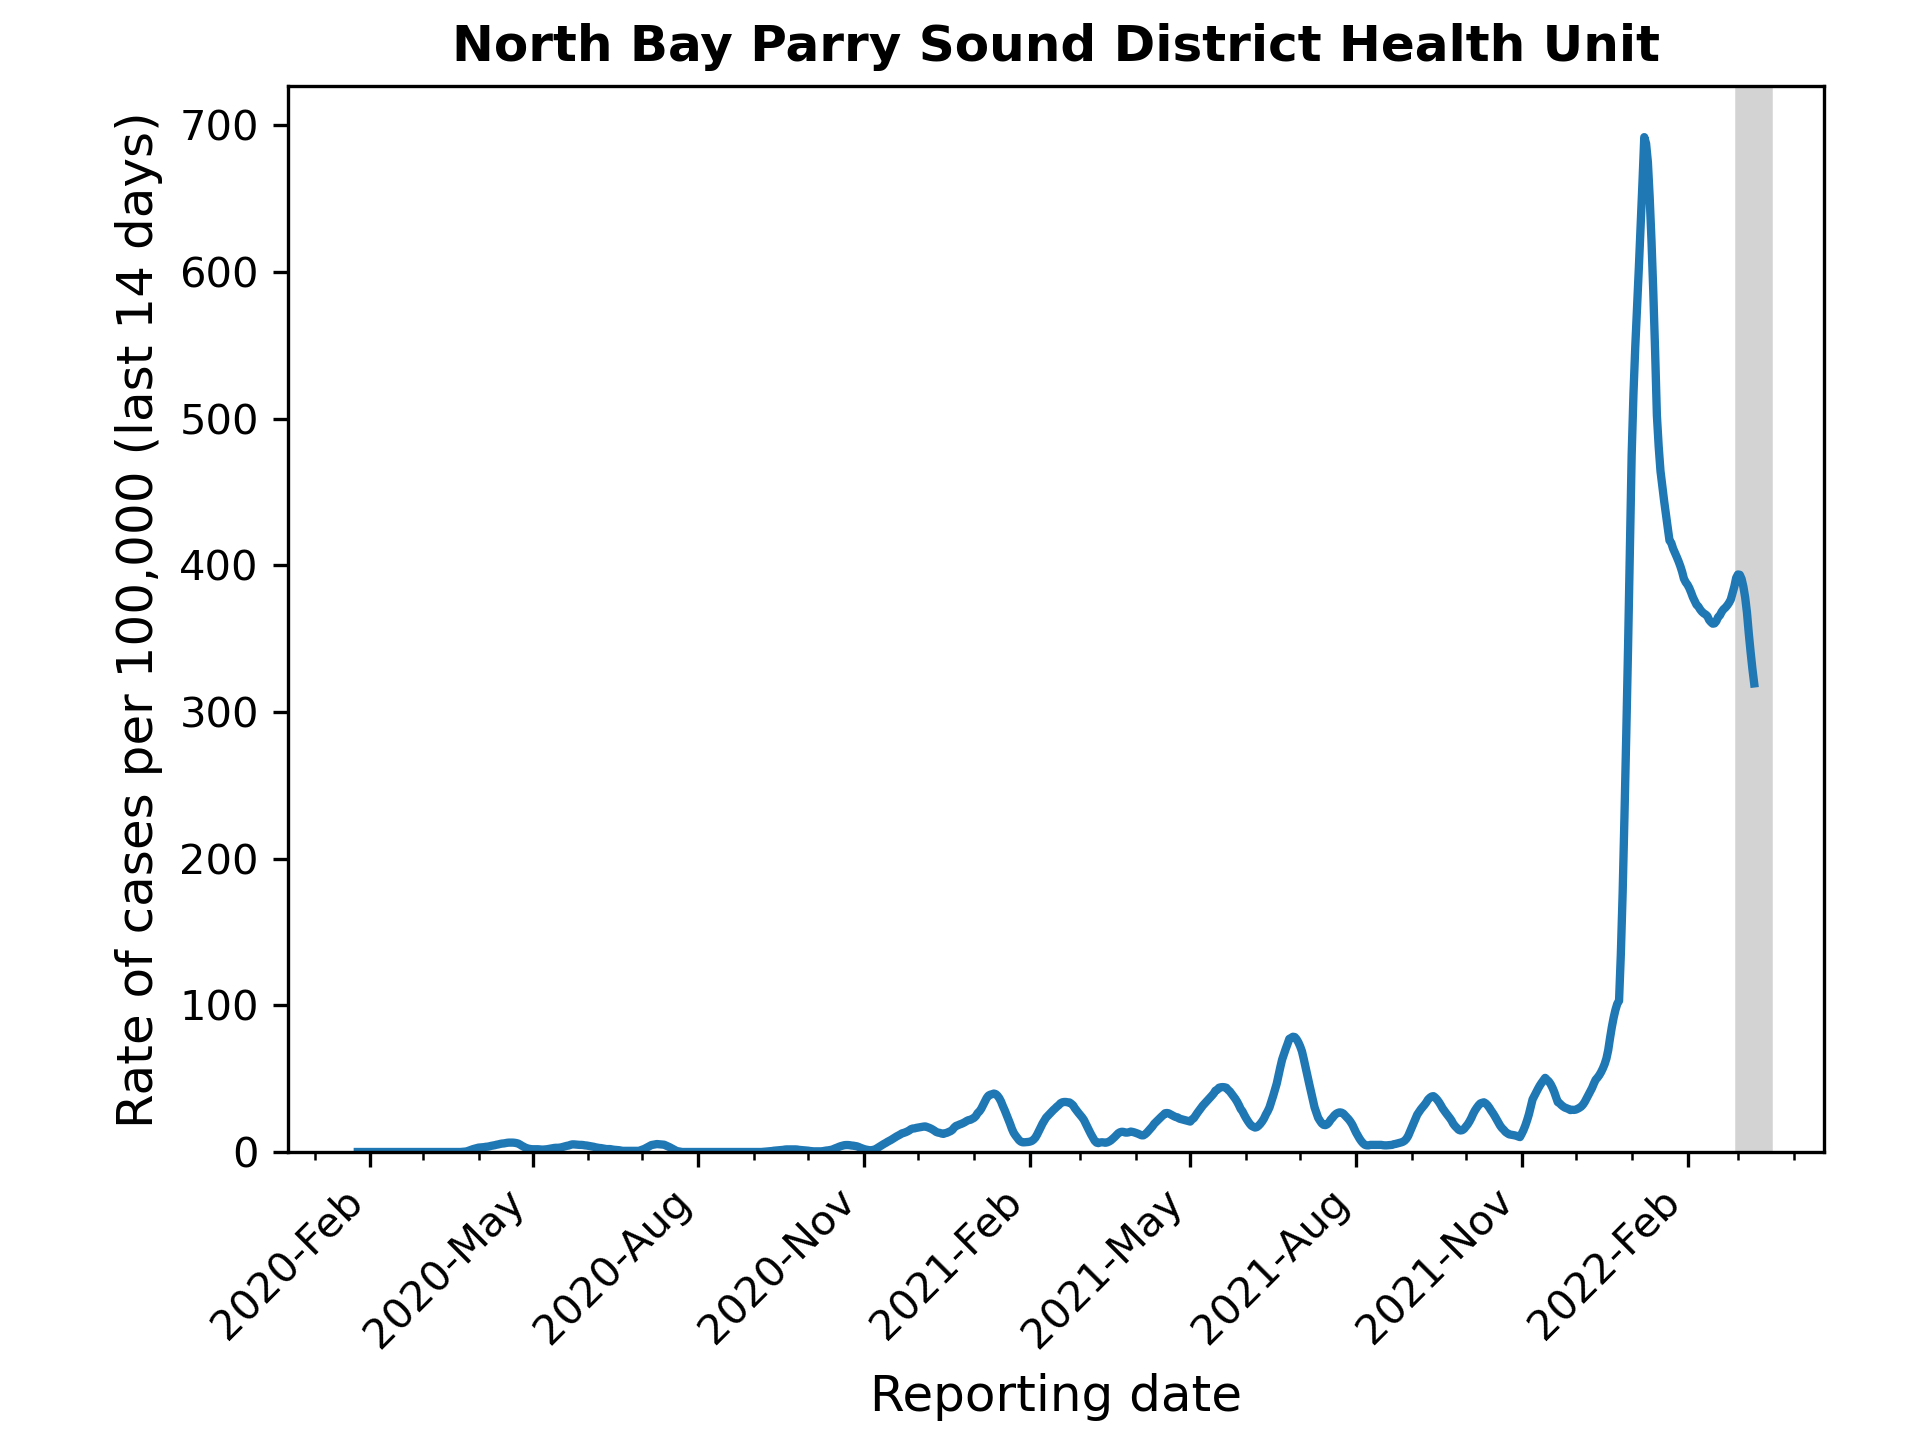 North Bay Parry Sound District Health Unit
Rate of cases per 100,000 (last 14 days)
700
600
500
400
300
200
100
0
2020-Feb
2020-May
2020-Aug
2020-Nov
2021-Feb
2021-May
2021-Aug
2021-Nov
2022-Feb
Reporting date